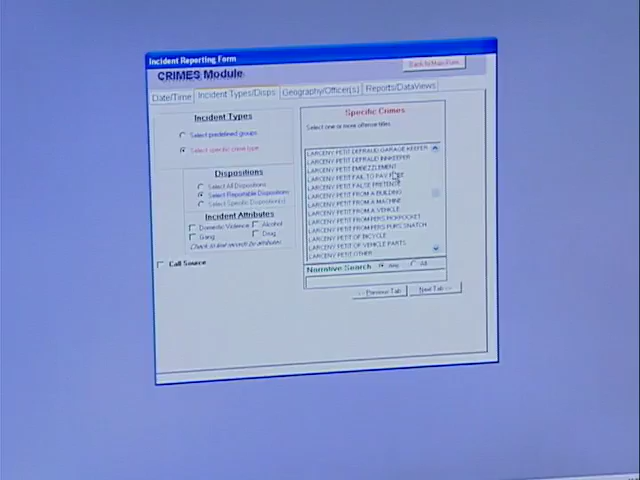 Incident Reporting Form
CRIMES Module
Back To Main Form
Date/Time
Incident Types/Disps
Geography/Officer(s)
Reports/DataViews
Incident Types
Select predefined groups
Select specific crime type
Dispositions
Select All Dispositions
Select Reportable Dispositions
Select Specific Disposition(s)
Incident Attributes
Domestic Violence
Alcohol
Gang
Drug
Check to limit records by attributes
Call Source
Specific Crimes
Select one or more offense titles.
LARCENY PETIT DEFRAUD GARAGE KEEPER
LARCENY PETIT DEFRAUD INNKEEPER
LARCENY PETIT EMBEZZLEMENT
LARCENY PETIT FAIL TO PAY
LARCENY PETIT FALSE PRETENSE
LARCENY PETIT FROM A BUILDING
LARCENY PETIT FROM A MACHINE
LARCENY PETIT FROM A VEHICLE
LARCENY PETIT FROM PERS PICKPOCKET
LARCENY PETIT FROM PERS PURS SNATCH
LARCENY PETIT OF BICYCLE
LARCENY PETIT OF VEHICLE PARTS
LARCENY PETIT OTHER
Narrative Search
Any
All
<-- Previous Tab
Next Tab -->